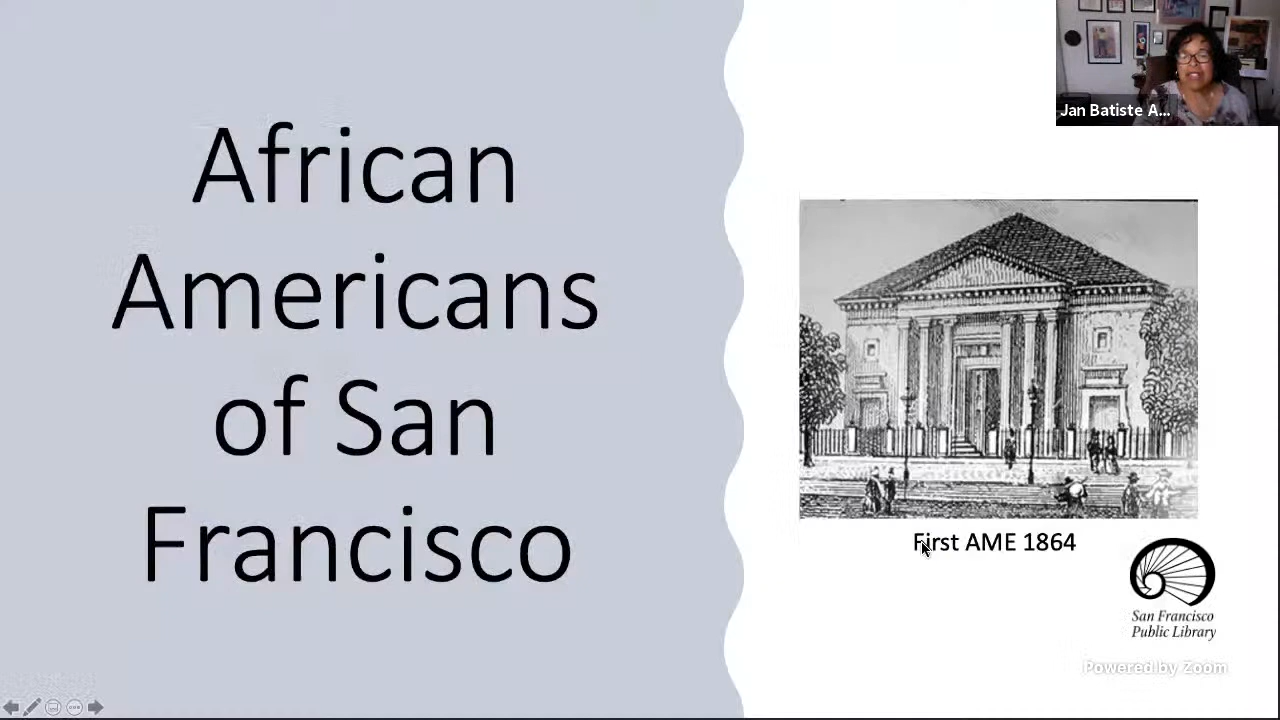 African
Americans
of San
Francisco
Jan Batiste A...
First AME 1864
San Francisco
Public Library
Powered by Zoom